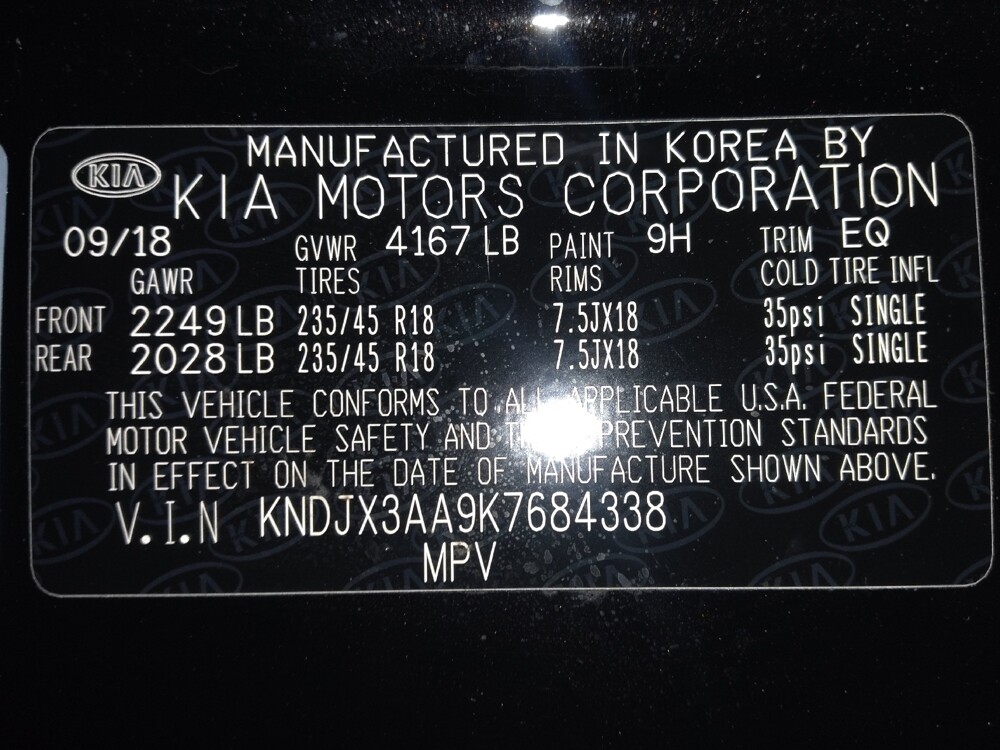 MANUFACTURED IN KOREA BY
KIA KIA MOTORS CORPORATION
09/18 GVWR 4167 LB PAINT 9H TRIM EQ
GAWR TIRES RIMS COLD TIRE INFL
FRONT 2249 LB 235/45 R18 7.5JX18 35psi SINGLE
REAR 2028 LB 235/45 R18 7.5JX18 35psi SINGLE
THIS VEHICLE CONFORMS TO ALL APPLICABLE U.S.A. FEDERAL
MOTOR VEHICLE SAFETY AND PREVENTION STANDARDS
IN EFFECT ON THE DATE OF MANUFACTURE SHOWN ABOVE.
V.I.N KNDJX3AA9K7684338
MPV